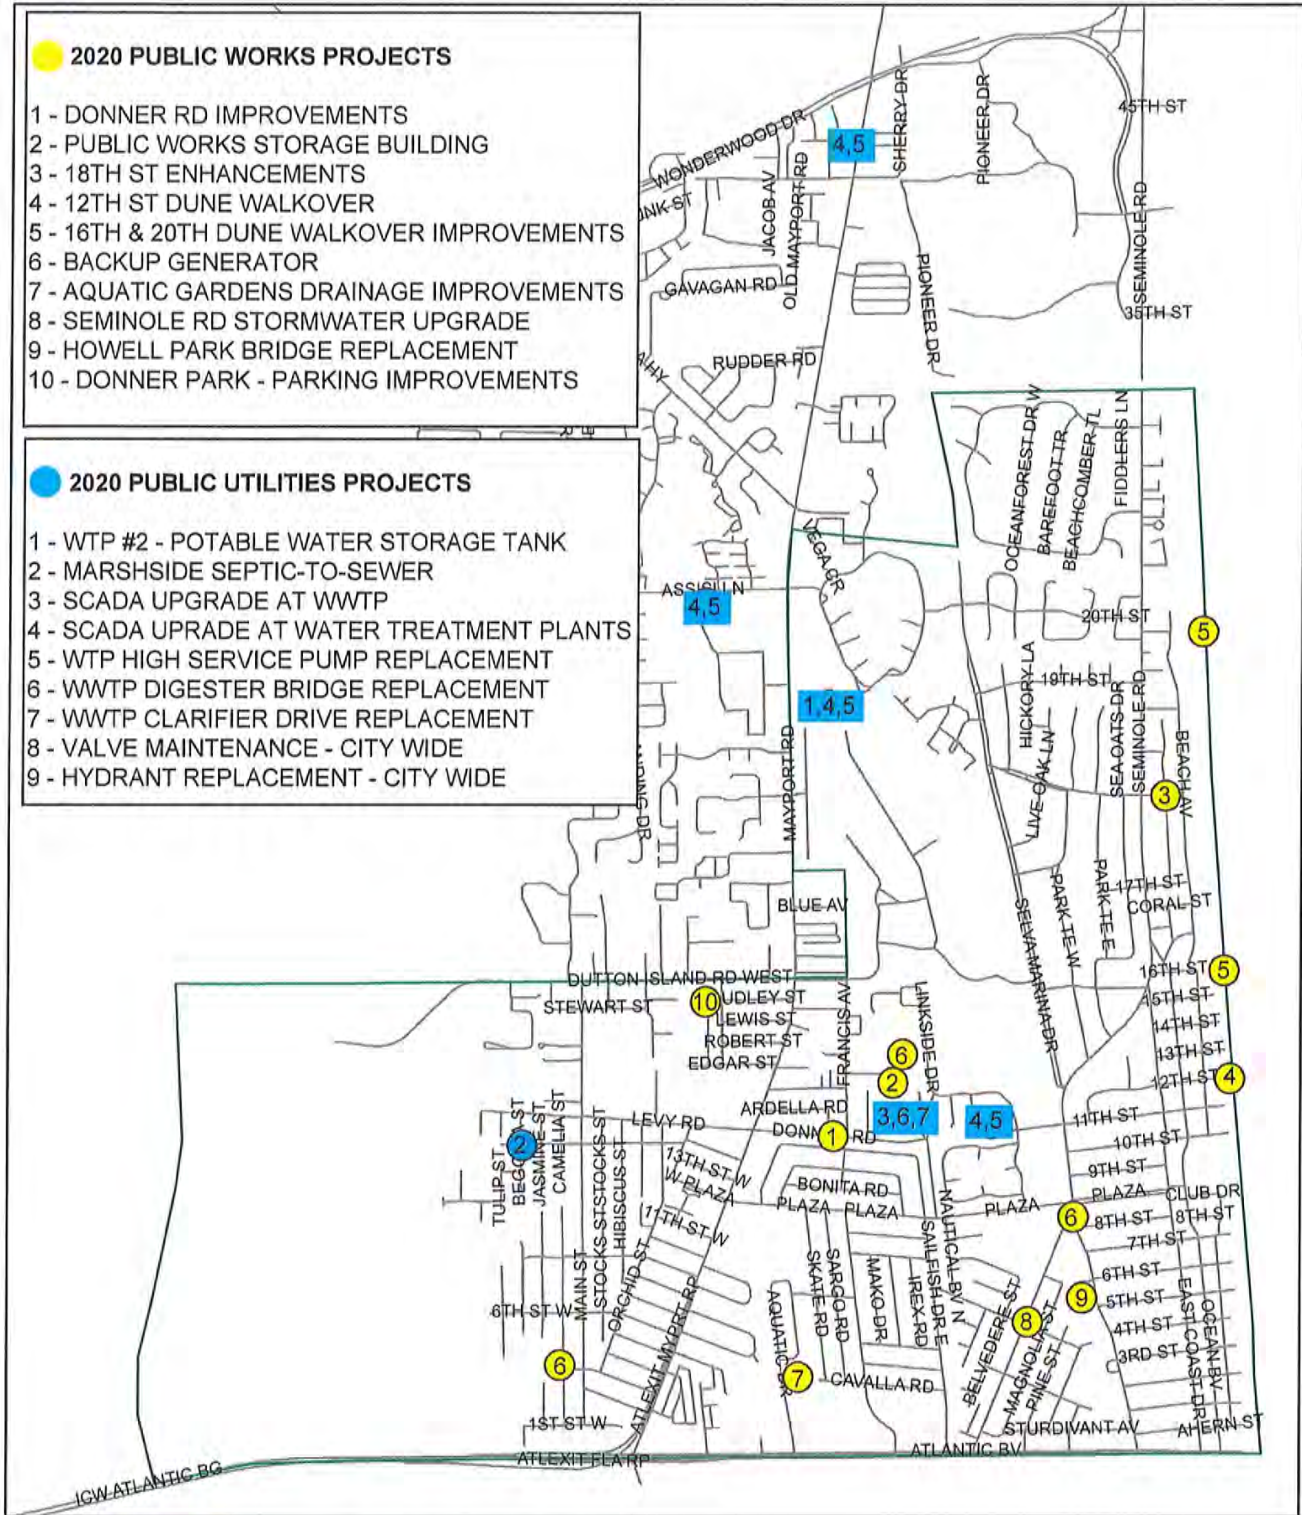 2020 PUBLIC WORKS PROJECTS
1 - DONNER RD IMPROVEMENTS
2 - PUBLIC WORKS STORAGE BUILDING
3 - 18TH ST ENHANCEMENTS
4 - 12TH ST DUNE WALKOVER
5 - 16TH & 20TH DUNE WALKOVER IMPROVEMENTS
6 - BACKUP GENERATOR
7 - AQUATIC GARDENS DRAINAGE IMPROVEMENTS
8 - SEMINOLE RD STORMWATER UPGRADE
9 - HOWELL PARK BRIDGE REPLACEMENT
10 - DONNER PARK - PARKING IMPROVEMENTS
2020 PUBLIC UTILITIES PROJECTS
1 - WTP #2 - POTABLE WATER STORAGE TANK
2 - MARSHSIDE SEPTIC-TO-SEWER
3 - SCADA UPGRADE AT WWTP
4 - SCADA UPRADE AT WATER TREATMENT PLANTS
5 - WTP HIGH SERVICE PUMP REPLACEMENT
6 - WWTP DIGESTER BRIDGE REPLACEMENT
7 - WWTP CLARIFIER DRIVE REPLACEMENT
8 - VALVE MAINTENANCE - CITY WIDE
9 - HYDRANT REPLACEMENT - CITY WIDE
WONDERWOOD DR
4,5
SHERRY DR
PIONEER DR
45TH ST
JACOB AV
OLD MAYPORT RD
SEMINOLE RD
GAVAGAN RD
PIONEER DR
35TH ST
RUDDER RD
OCEANFOREST DR W
BAREFOOT TR
BEACHCOMBER TL
FIDDLERS LN
VEGA CR
ASSISI LN
4,5
20TH ST
5
1,4,5
HICKORY LA
19TH ST
SEA OATS DR
SEMINOLE RD
BEACH AV
MAYPORT RD
LIVE OAK LN
3
PARK TE W
PARK TE E
17TH ST
CORAL ST
BLUE AV
SELVA MARINA DR
DUTTON ISLAND RD WEST
16TH ST
5
STEWART ST
10
UDLEY ST
LEWIS ST
ROBERT ST
EDGAR ST
FRANCIS AV
LINKSIDE DR
15TH ST
14TH ST
13TH ST
12TH ST
4
6
2
ARDELLA RD
3,6,7
4,5
11TH ST
LEVY RD
1
RD
10TH ST
2
TULIP ST
JASMINE ST
CAMELIA ST
STOCKS ST
STOCKS ST
HIBISCUS ST
13TH ST W
W PLAZA
11TH ST W
BONITA RD
PLAZA
PLAZA
PLAZA
9TH ST
PLAZA
CLUB DR
6
8TH ST
8TH ST
7TH ST
MAIN ST
ORCHID ST
SKATE RD
SARGO RD
MAKO DR
IREX RD
SAILFISH DR E
NAUTICAL BV N
6TH ST
9
5TH ST
6TH ST W
ATLEXIT MYPRT RP
AQUATIC DR
BELVEDERE ST
8
MAGNOLIA ST
PINE ST
4TH ST
3RD ST
EAST COAST DR
OCEAN BV
6
7
CAVALLA RD
1ST ST W
STURDIVANT AV
AHERN ST
ATLANTIC BV
ATLEXIT FLA RP
ICW ATLANTIC BG